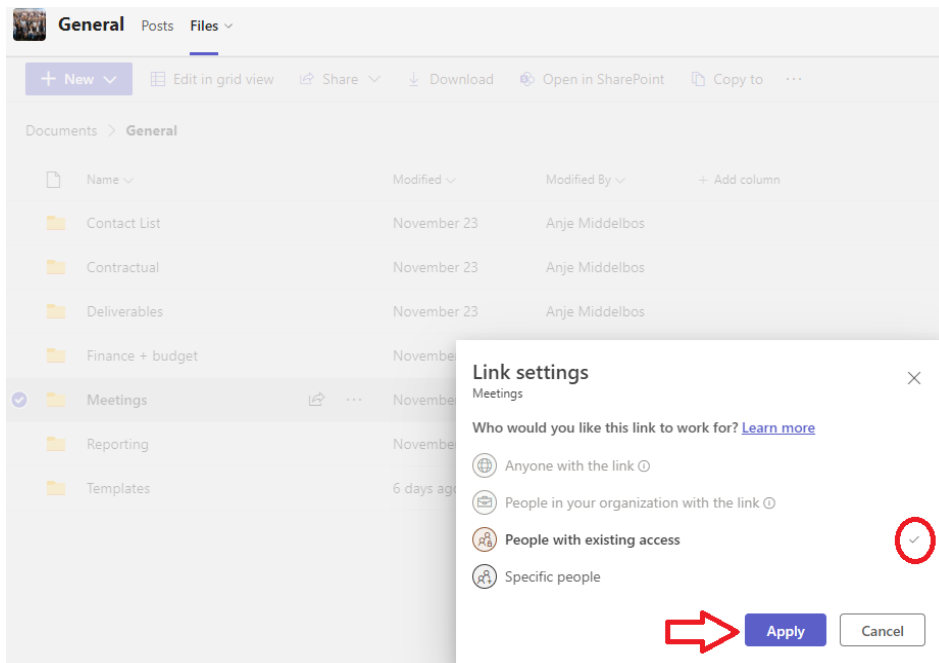 General Posts Files
New Edit in grid view Share Download Open in SharePoint Copy to ...
Documents > General
Name Modified Modified By + Add column
Contact List November 23 Anje Middelbos
Contractual November 23 Anje Middelbos
Deliverables November 23 Anje Middelbos
Finance + budget
Meetings ...
Reporting
Templates 6 days
Link settings
Meetings
Who would you like this link to work for? Learn more
Anyone with the link
People in your organization with the link
People with existing access
Specific people
Apply Cancel